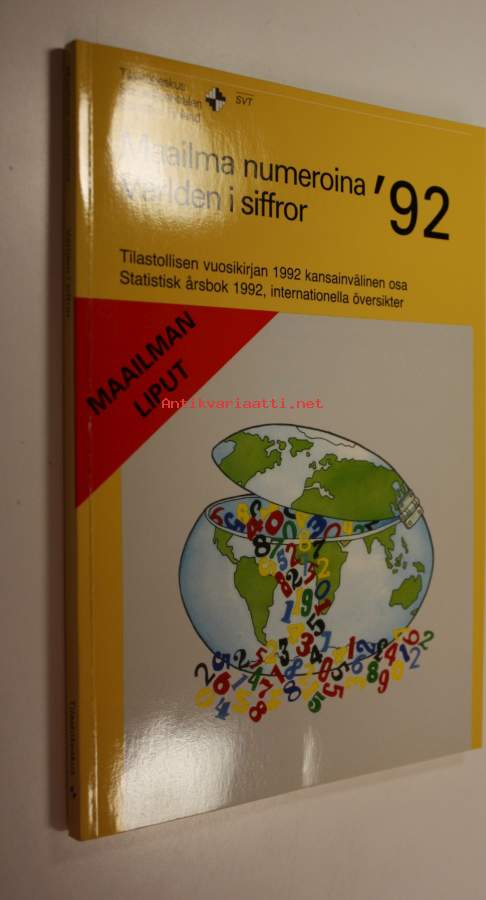 SVT
Maailma numeroina
Världen i siffror
'92
Tilastollisen vuosikirjan 1992 kansainvälinen osa
Statistisk årsbok 1992, internationella översikter
MAAILMAN
LIPUT
Antikvariaatti.net
Tilastokeskus